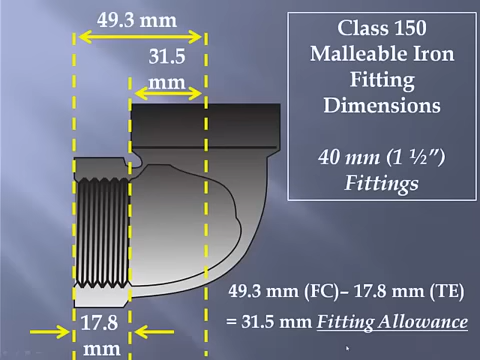 49.3 mm
31.5
mm
Class 150
Malleable Iron
Fitting
Dimensions
40 mm (1 ½”)
Fittings
17.8
mm
49.3 mm (FC)– 17.8 mm (TE)
= 31.5 mm Fitting Allowance